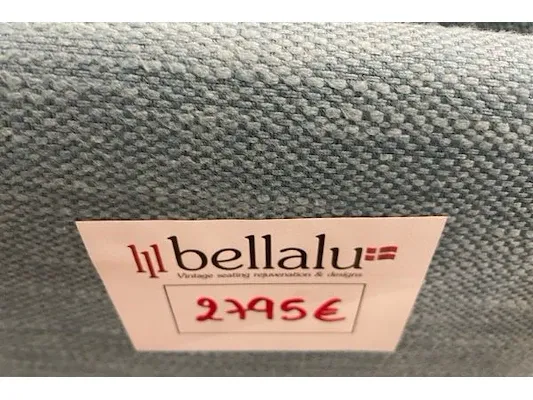 bellalu
Vintage seating rejuvenation & designs
2795€